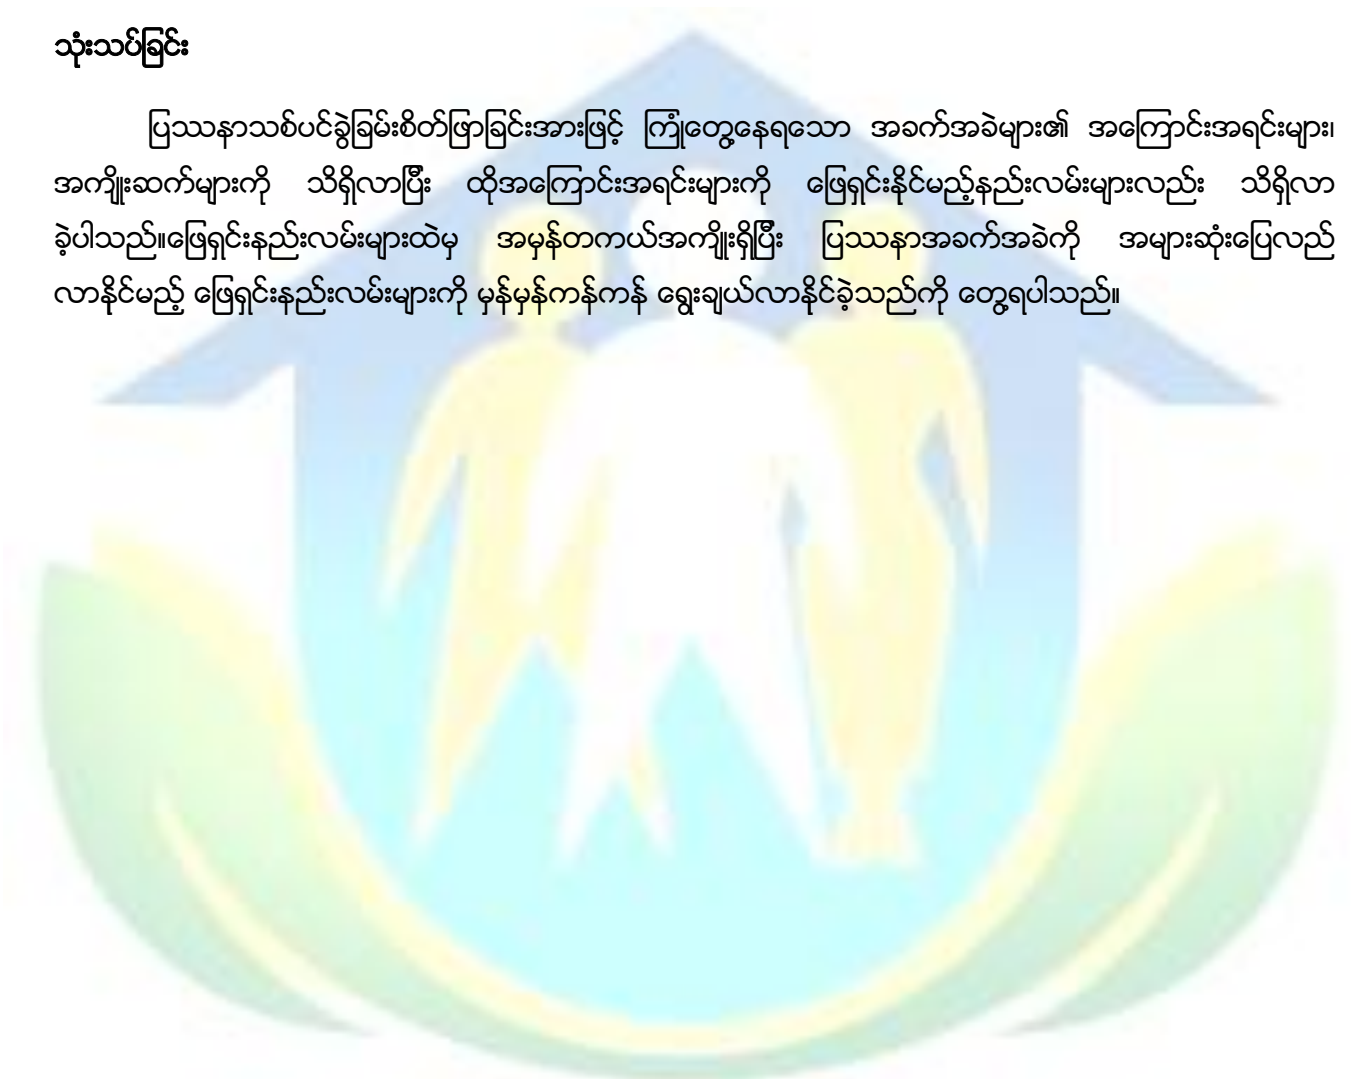 သုံးသပ်ခြင်း
ပြဿနာသစ်ပင်ခွဲခြမ်းစိတ်ဖြာခြင်းအားဖြင့် ကြုံတွေ့နေရသော အခက်အခဲများ၏ အကြောင်းအရင်းများ၊
အကျိုးဆက်များကို သိရှိလာပြီး ထိုအကြောင်းအရင်းများကို ဖြေရှင်းနိုင်မည့်နည်းလမ်းများလည်း သိရှိလာ
ခဲ့ပါသည်။ဖြေရှင်းနည်းလမ်းများထဲမှ အမှန်တကယ်အကျိုးရှိပြီး ပြဿနာအခက်အခဲကို အများဆုံးပြေလည်
လာနိုင်မည့် ဖြေရှင်းနည်းလမ်းများကို မှန်မှန်ကန်ကန် ရွေးချယ်လာနိုင်ခဲ့သည်ကို တွေ့ရပါသည်။